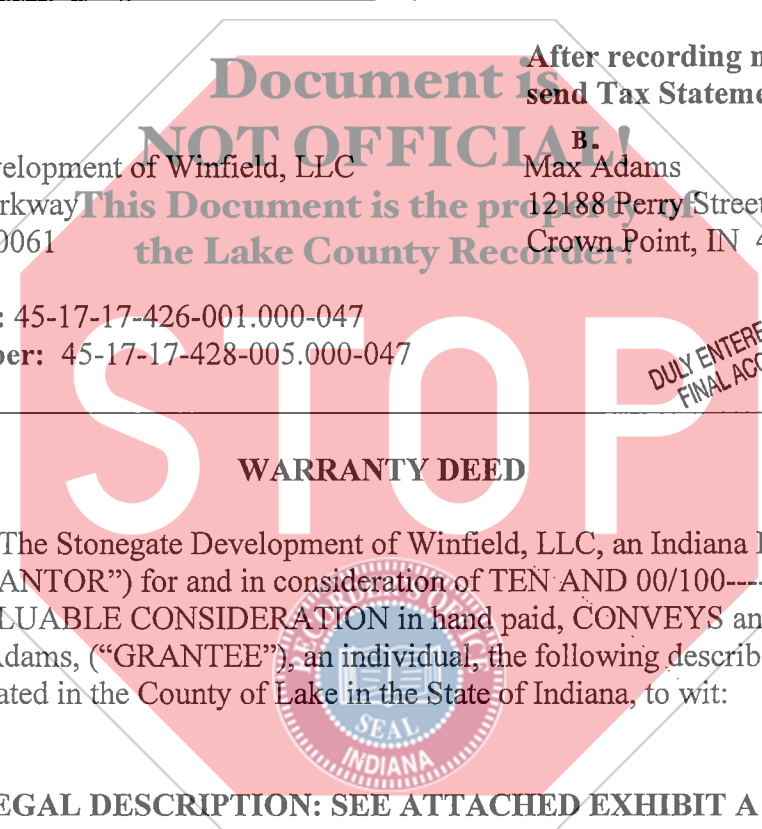 After recording
send Tax Stateme
Document is
NOT OFFICIAL!
This Document is the property of
the Lake County Recorder!
B.
velopment of Winfield, LLC
Max Adams
rkway
12188 Perry Street
0061
Crown Point, IN 4
: 45-17-17-426-001.000-047
ber: 45-17-17-428-005.000-047
DULY ENTERE
FINAL ACC
STOP
WARRANTY DEED
The Stonegate Development of Winfield, LLC, an Indiana
ANTOR”) for and in consideration of TEN AND 00/100----
LUABLE CONSIDERATION in hand paid, CONVEYS an
dams, (“GRANTEE”), an individual, the following describ
ated in the County of Lake in the State of Indiana, to wit:
SEAL
INDIANA
EGAL DESCRIPTION: SEE ATTACHED EXHIBIT A